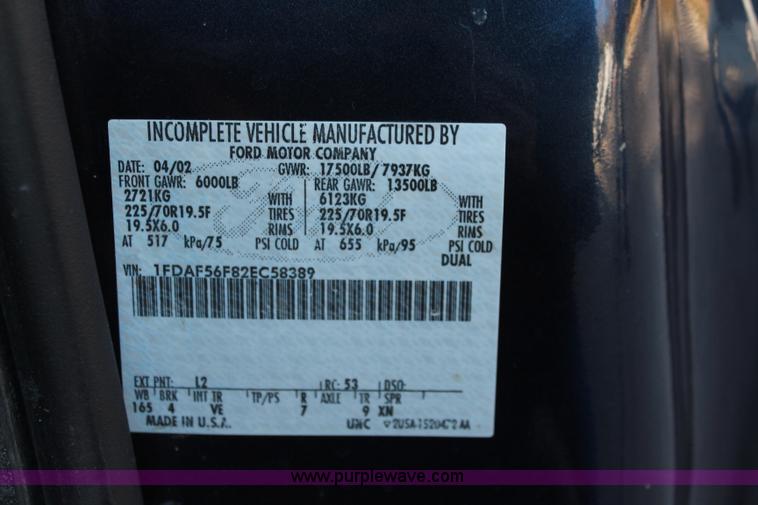 INCOMPLETE VEHICLE MANUFACTURED BY
FORD MOTOR COMPANY
DATE: 04/02 GVWR: 17500LB/ 7937KG
FRONT GAWR: 6000LB REAR GAWR: 13500LB
2721KG WITH 6123KG WITH
225/70R19.5F TIRES 225/70R19.5F TIRES
19.5X6.0 RIMS 19.5X6.0 RIMS
AT 517 kPa/75 PSI COLD AT 655 kPa/95 PSI COLD
DUAL
VIN: 1FDAF56F82EC58389
EXT PNT: L2 RC: 53 DSO:
WB BRK INT TR TP/PS R AXLE TR SPR
165 4 VE 7 9 XN
MADE IN U.S.A. UNC
www.purplewave.com